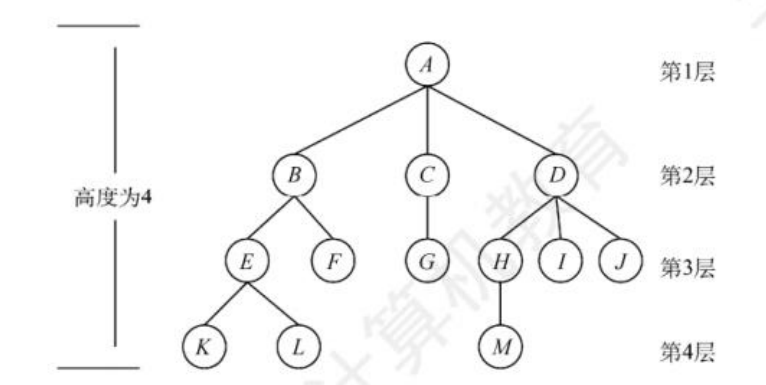 A
第1层
B C D
第2层
高度为4
E F G H I J
第3层
K L M
第4层
计算机教育